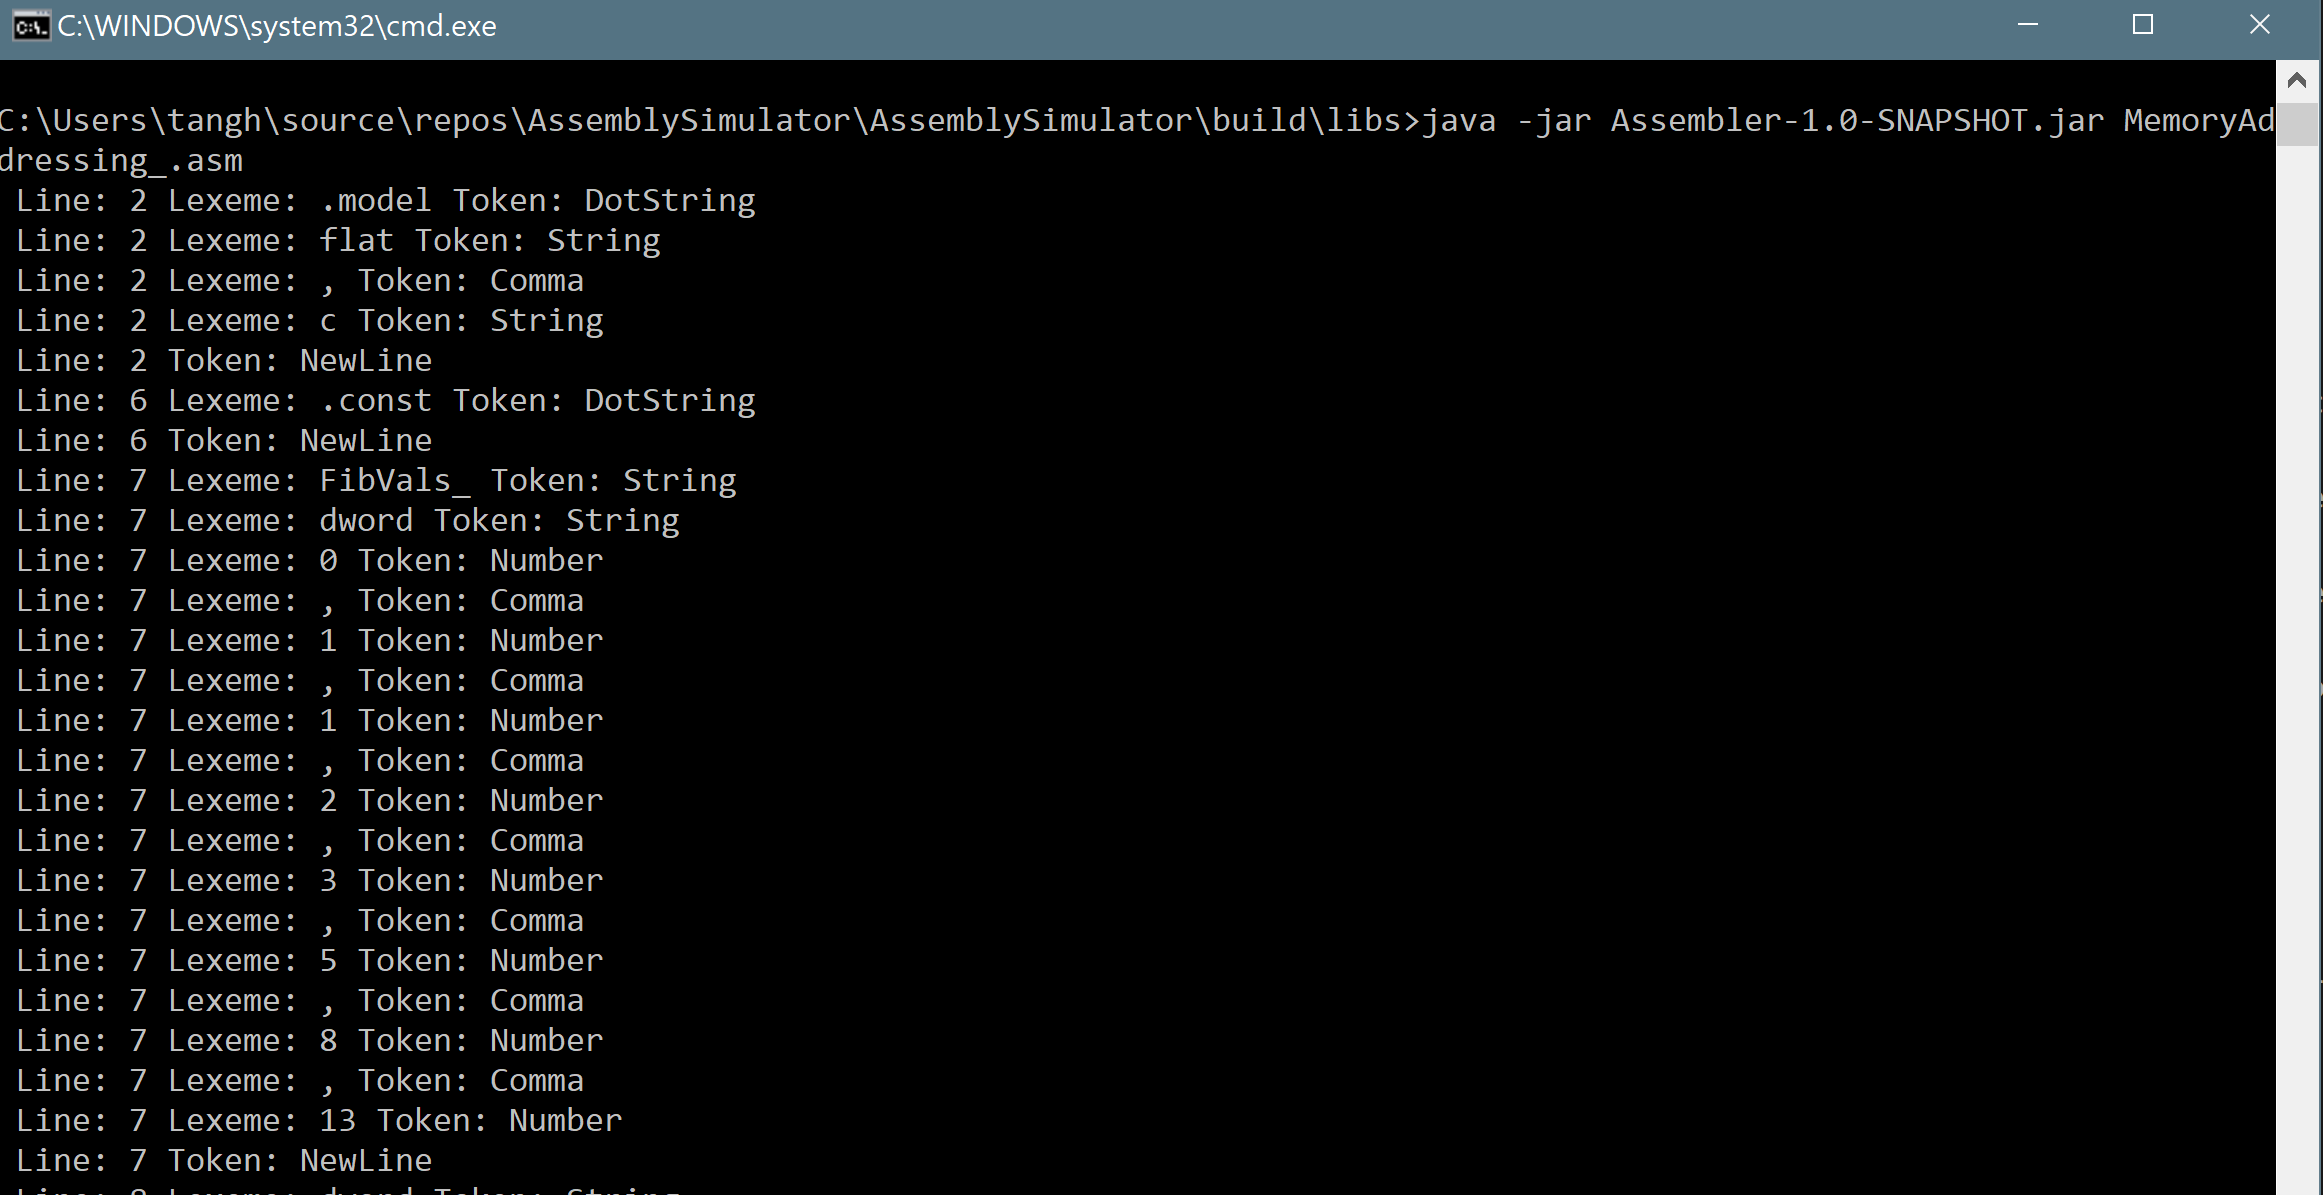 C:\WINDOWS\system32\cmd.exe
C:\Users\tangh\source\repos\AssemblySimulator\AssemblySimulator\build\libs>java -jar Assembler-1.0-SNAPSHOT.jar MemoryAd
dressing_.asm
Line: 2 Lexeme: .model Token: DotString
Line: 2 Lexeme: flat Token: String
Line: 2 Lexeme: , Token: Comma
Line: 2 Lexeme: c Token: String
Line: 2 Token: NewLine
Line: 6 Lexeme: .const Token: DotString
Line: 6 Token: NewLine
Line: 7 Lexeme: FibVals_ Token: String
Line: 7 Lexeme: dword Token: String
Line: 7 Lexeme: 0 Token: Number
Line: 7 Lexeme: , Token: Comma
Line: 7 Lexeme: 1 Token: Number
Line: 7 Lexeme: , Token: Comma
Line: 7 Lexeme: 1 Token: Number
Line: 7 Lexeme: , Token: Comma
Line: 7 Lexeme: 2 Token: Number
Line: 7 Lexeme: , Token: Comma
Line: 7 Lexeme: 3 Token: Number
Line: 7 Lexeme: , Token: Comma
Line: 7 Lexeme: 5 Token: Number
Line: 7 Lexeme: , Token: Comma
Line: 7 Lexeme: 8 Token: Number
Line: 7 Lexeme: , Token: Comma
Line: 7 Lexeme: 13 Token: Number
Line: 7 Token: NewLine